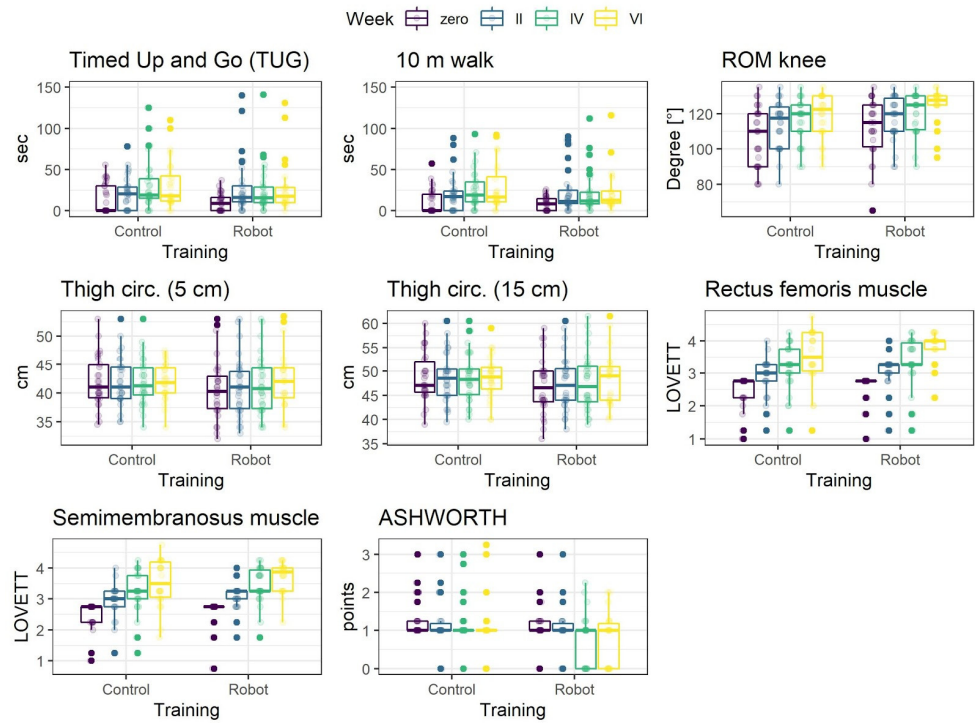 Week zero II IV VI
Timed Up and Go (TUG)
150
100
50
0
sec
Control Robot
Training
10 m walk
150
100
50
0
sec
Control Robot
Training
ROM knee
120
100
80
Degree [°]
Control Robot
Training
Thigh circ. (5 cm)
50
45
40
35
cm
Control Robot
Training
Thigh circ. (15 cm)
60
55
50
45
40
35
cm
Control Robot
Training
Rectus femoris muscle
4
3
2
1
LOVETT
Control Robot
Training
Semimembranosus muscle
4
3
2
1
LOVETT
Control Robot
Training
ASHWORTH
3
2
1
0
points
Control Robot
Training